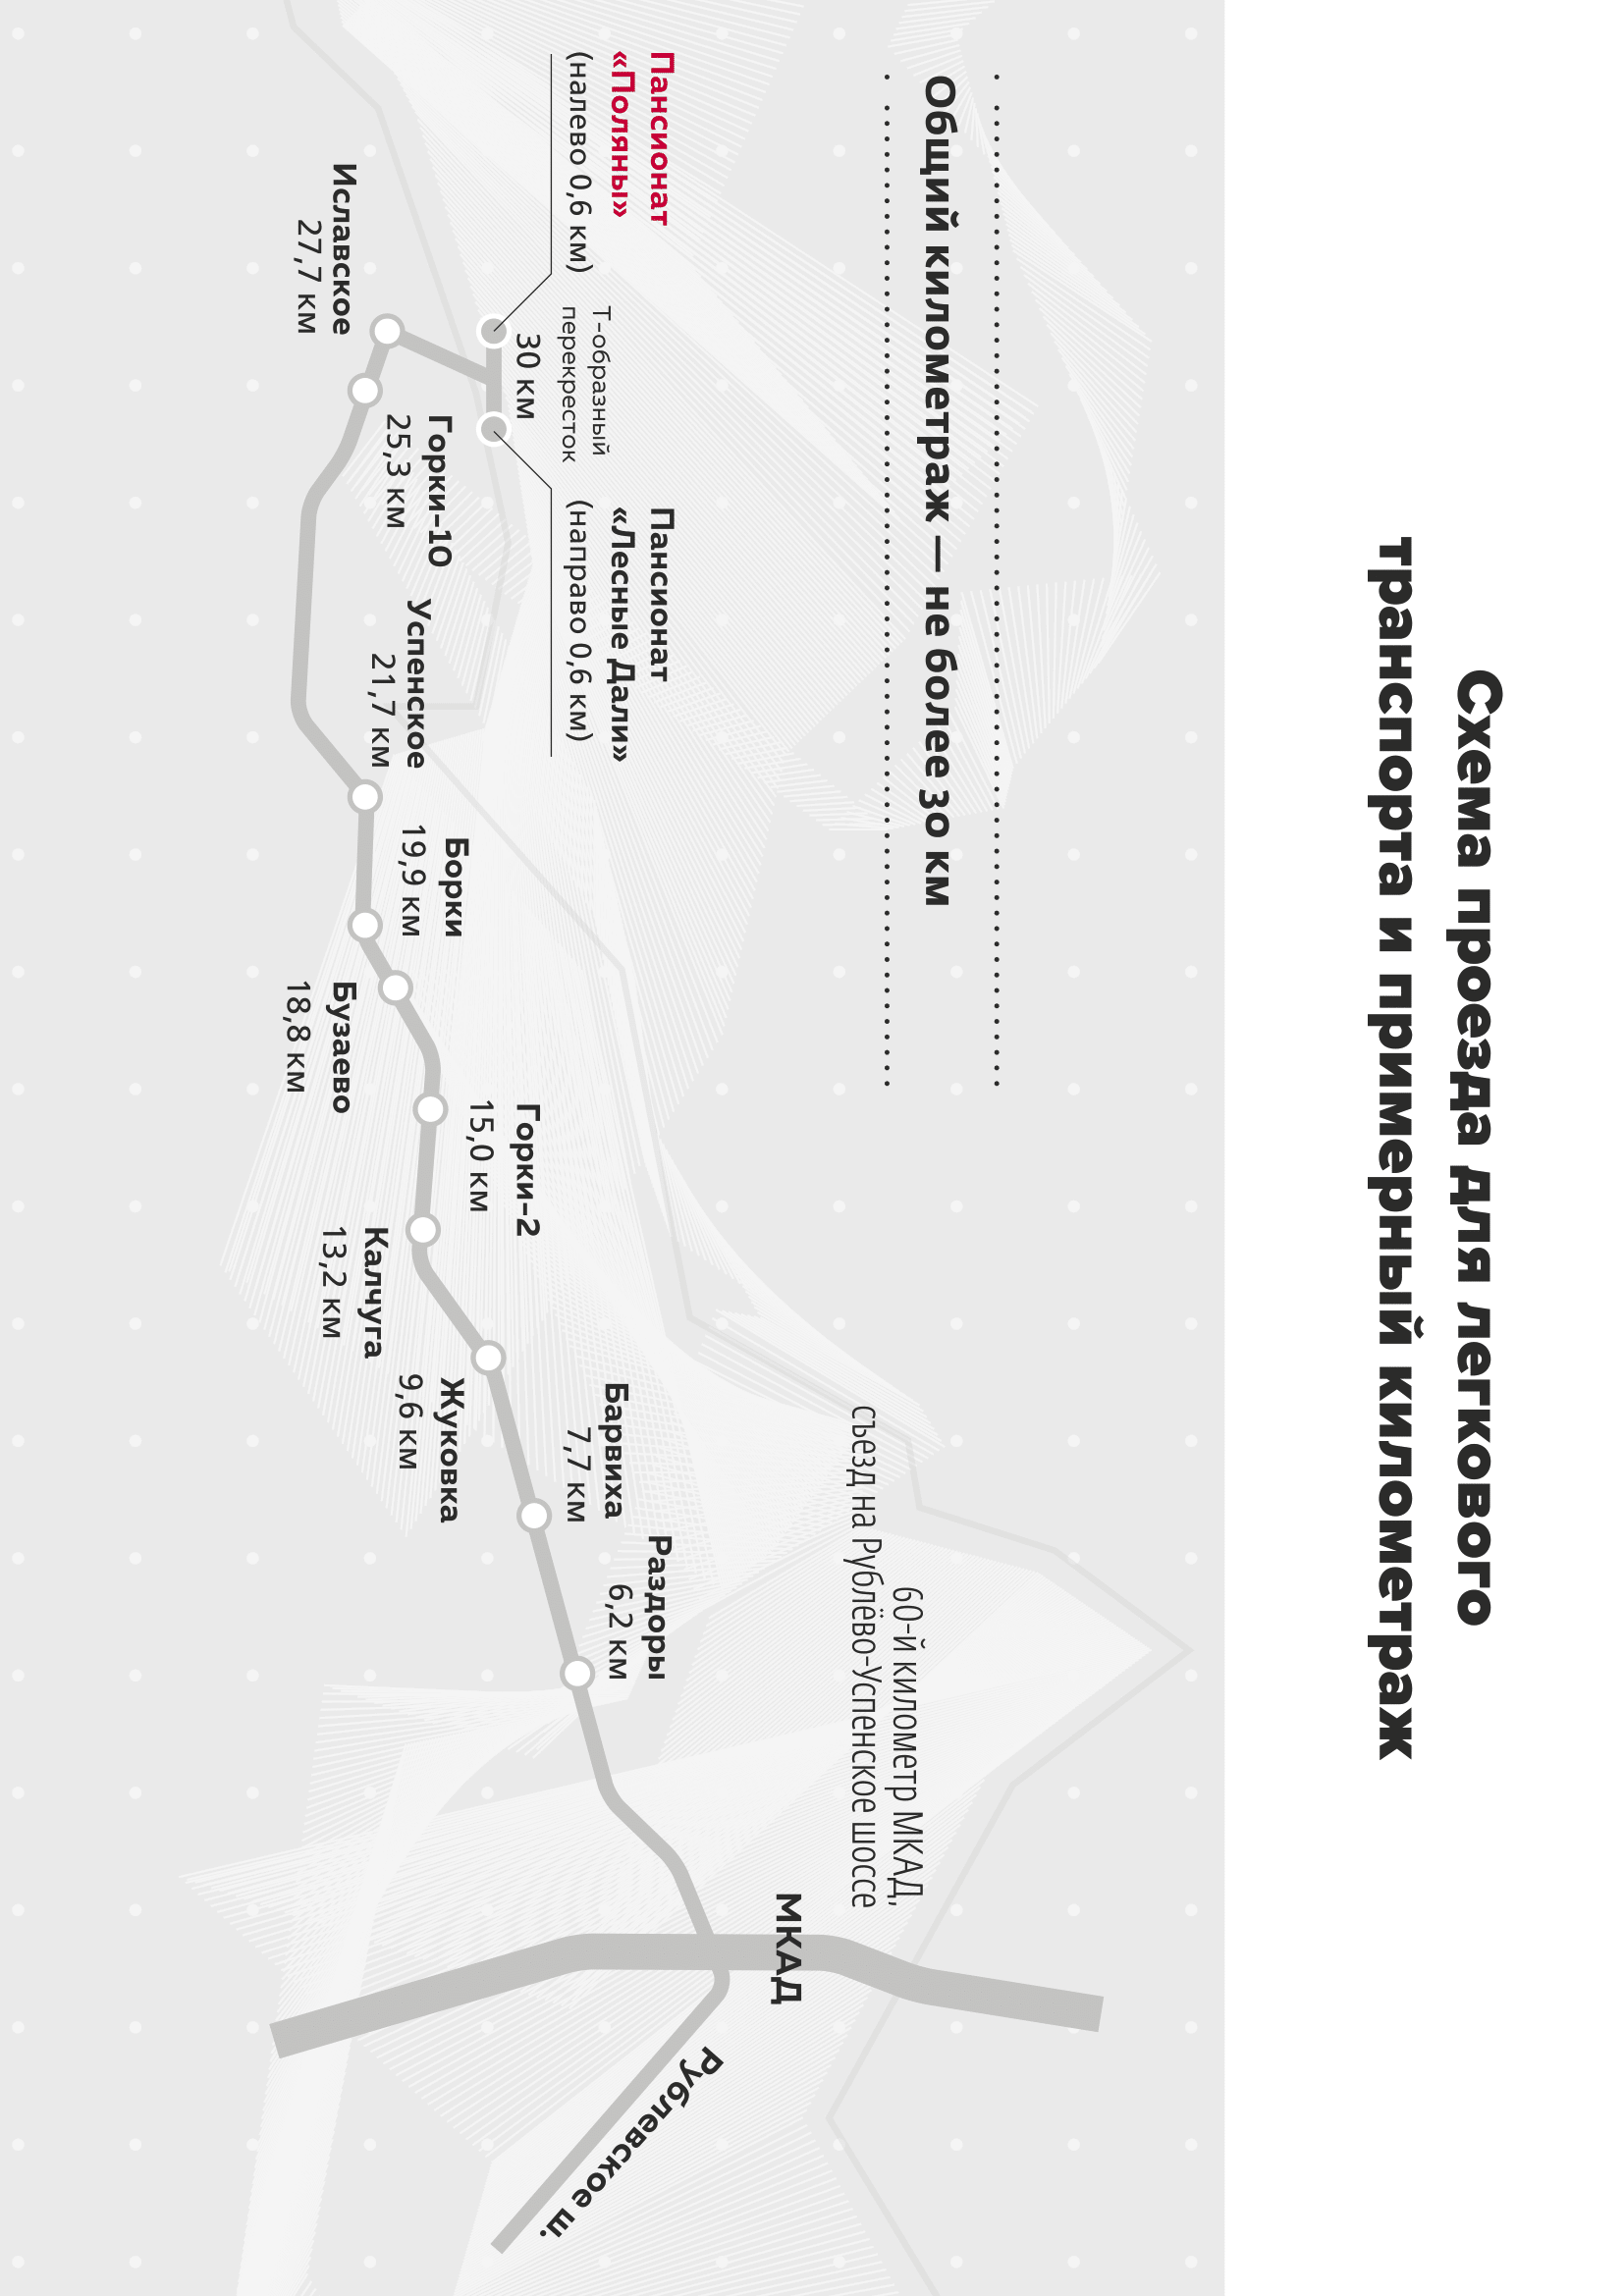 Схема проезда для легкового
транспорта и примерный километраж
Общий километраж — не более 30 км
60-й километр МКАД,
Съезд на Рублёво-Успенское шоссе
МКАД
Рублевское ш.
Пансионат
«Поляны»
(налево 0,6 км)
Т-образный
перекресток
30 км
Пансионат
«Лесные Дали»
(направо 0,6 км)
Иславское
27,7 км
Горки-10
25,3 км
Успенское
21,7 км
Борки
19,9 км
Бузаево
18,8 км
Горки-2
15,0 км
Калчуга
13,2 км
Жуковка
9,6 км
Барвиха
7,7 км
Раздоры
6,2 км